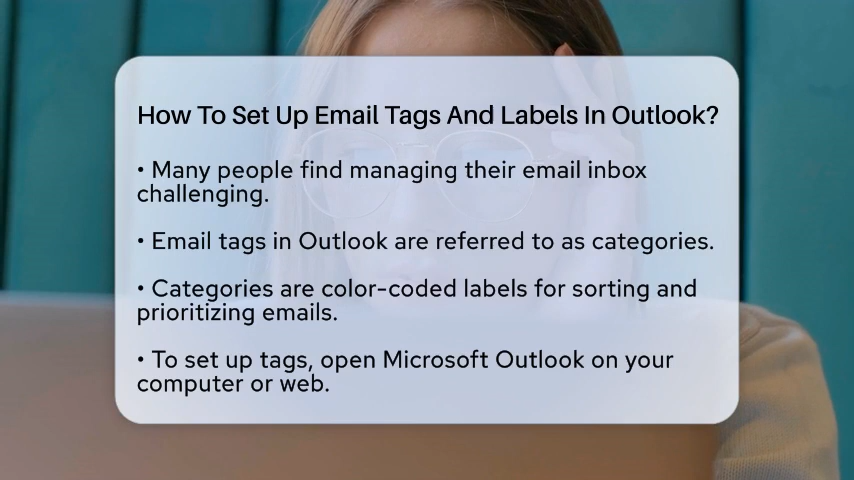 How To Set Up Email Tags And Labels In Outlook?
• Many people find managing their email inbox
challenging.
• Email tags in Outlook are referred to as categories.
• Categories are color-coded labels for sorting and
prioritizing emails.
• To set up tags, open Microsoft Outlook on your
computer or web.